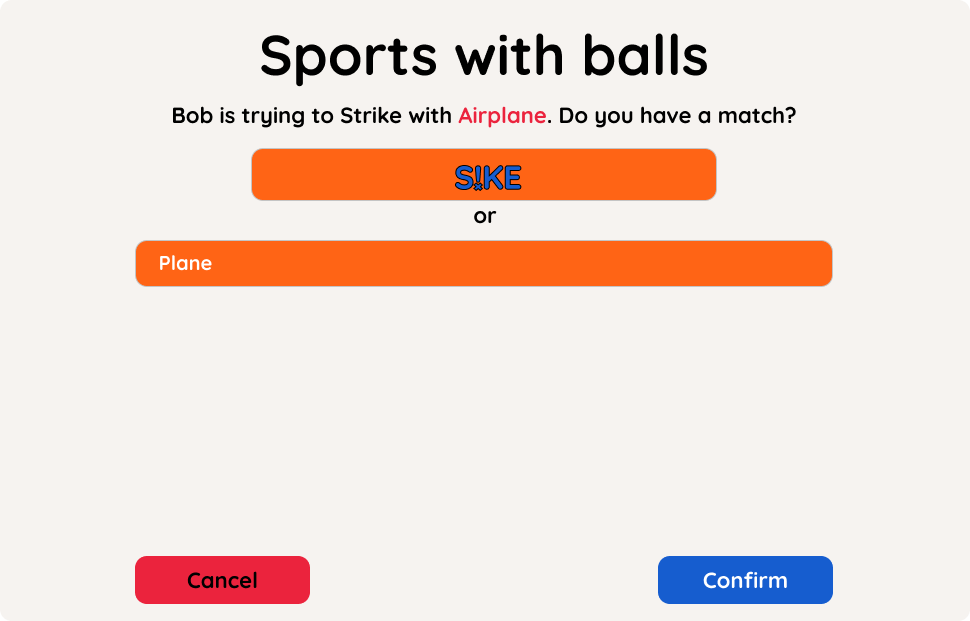 Sports with balls
Bob is trying to Strike with Airplane. Do you have a match?
S!KE
or
Plane
Cancel
Confirm